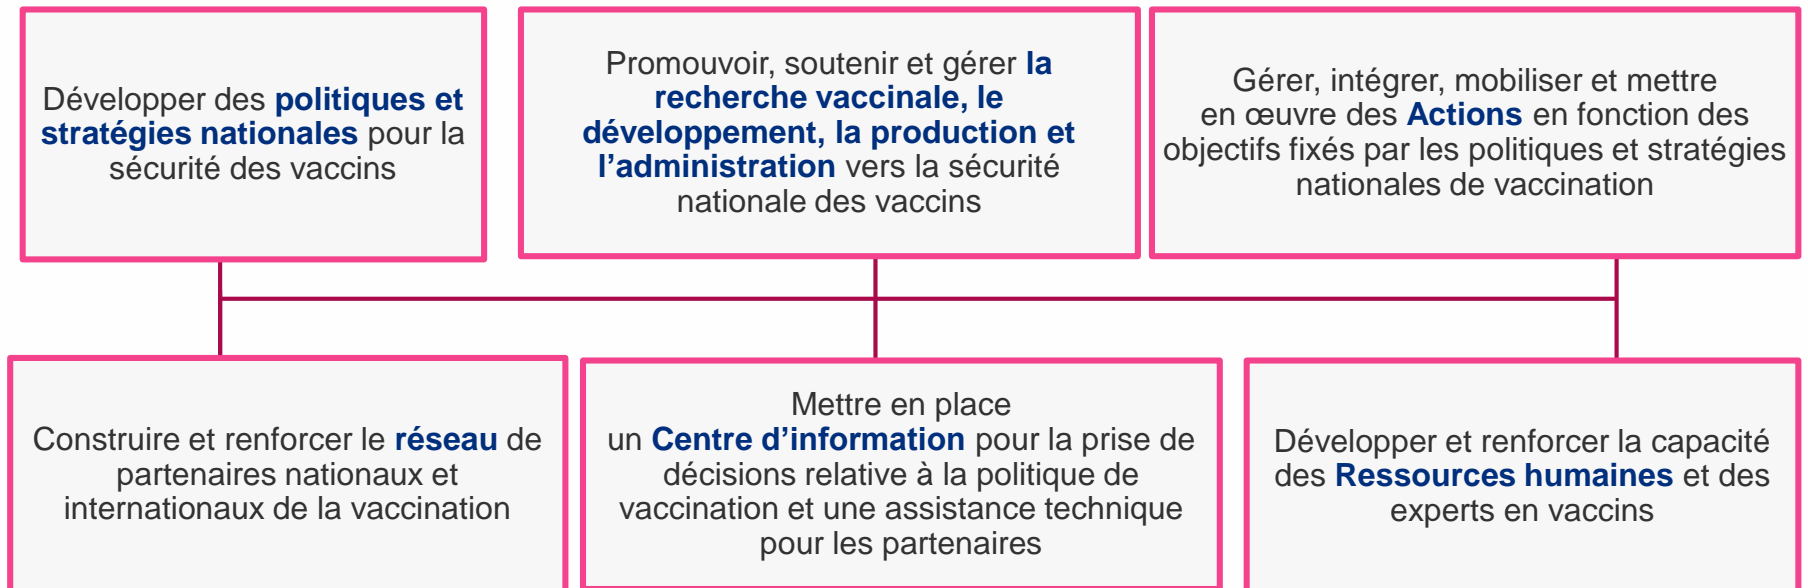 Développer des politiques et
stratégies nationales pour la
sécurité des vaccins
Promouvoir, soutenir et gérer la
recherche vaccinale, le
développement, la production et
l’administration vers la sécurité
nationale des vaccins
Gérer, intégrer, mobiliser et mettre
en œuvre des Actions en fonction des
objectifs fixés par les politiques et stratégies
nationales de vaccination
Construire et renforcer le réseau de
partenaires nationaux et
internationaux de la vaccination
Mettre en place
un Centre d’information pour la prise de
décisions relative à la politique de
vaccination et une assistance technique
pour les partenaires
Développer et renforcer la capacité
des Ressources humaines et des
experts en vaccins